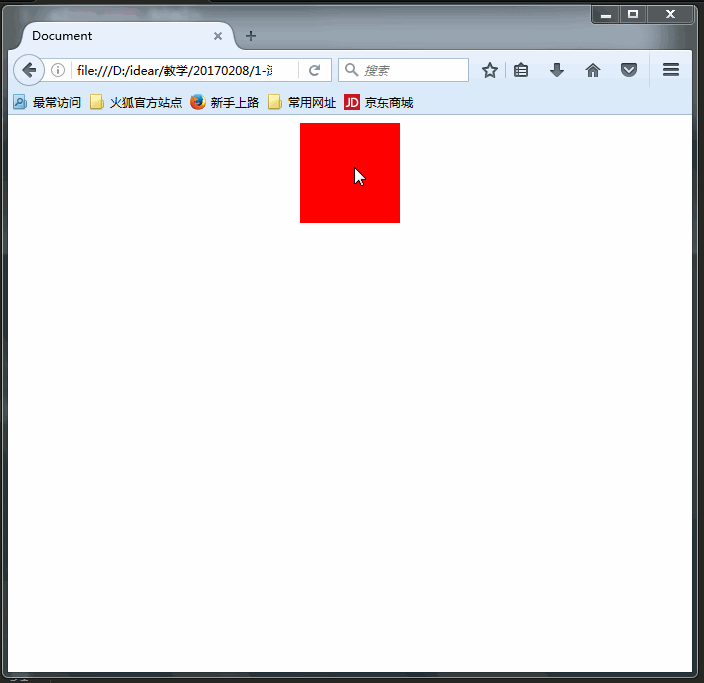 Document
file:///D:/idear/教学/20170208/1-
搜索
最常访问 火狐官方站点 新手上路 常用网址 JD 京东商城